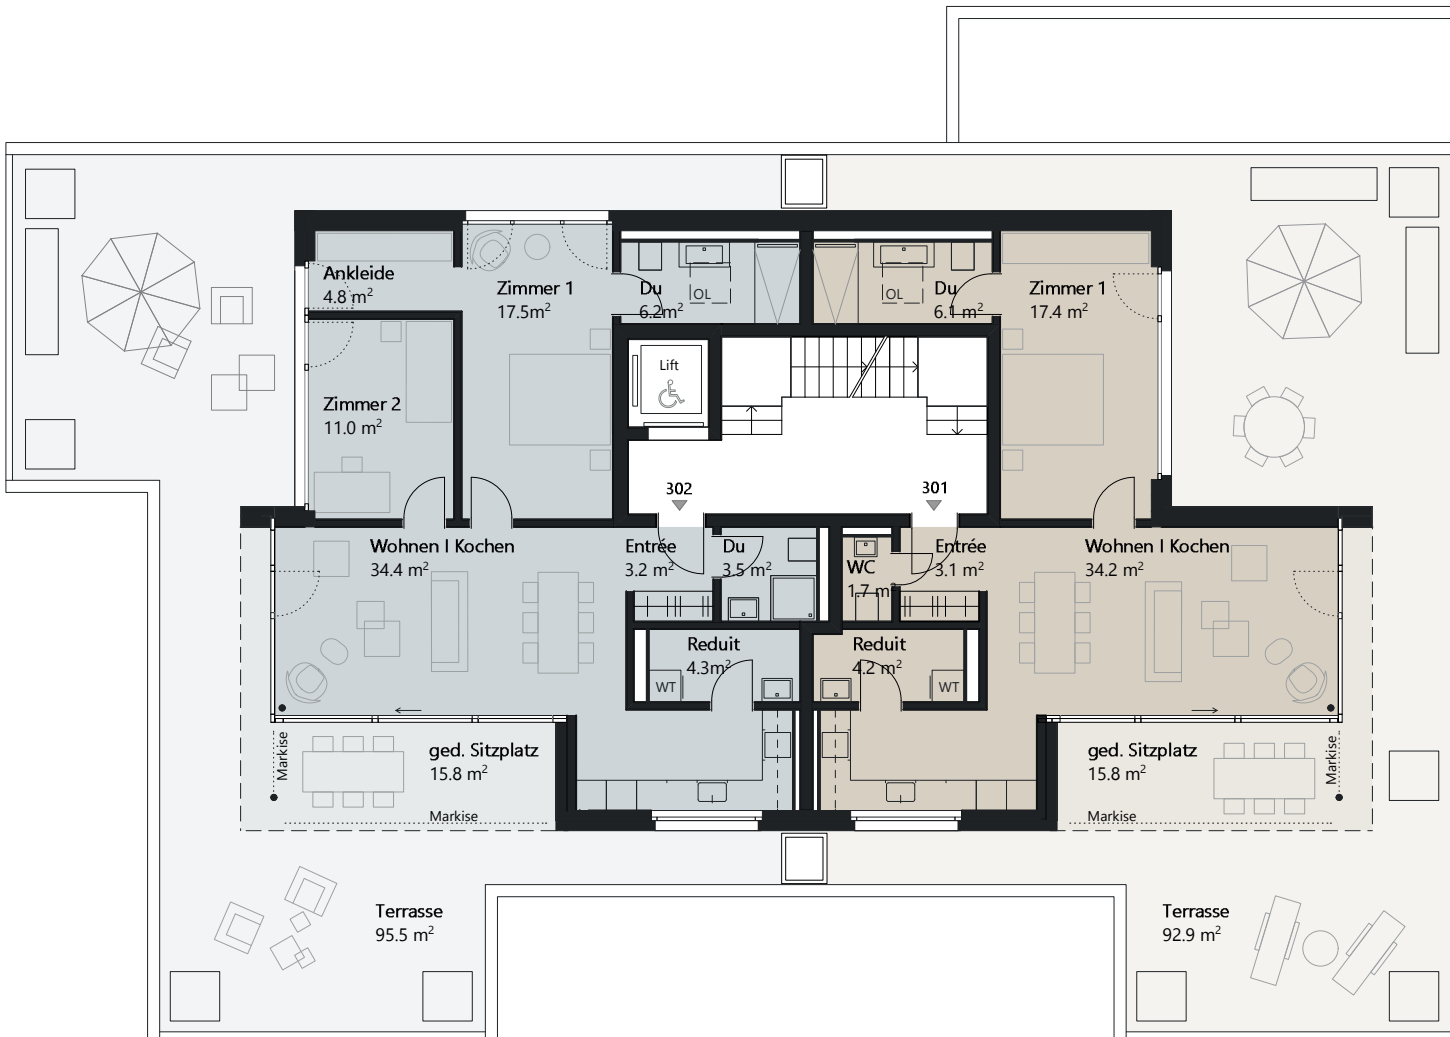 Ankleide
4.8 m²
Zimmer 1
17.5m²
Du
6.2m²
OL
OL
Du
6.1 m²
Zimmer 1
17.4 m²
Lift
Zimmer 2
11.0 m²
302
301
Wohnen I Kochen
34.4 m²
Entrée
3.2 m²
Du
3.5 m²
WC
1.7 m²
Entrée
3.1 m²
Wohnen I Kochen
34.2 m²
Reduit
4.3m²
WT
Reduit
4.2 m²
WT
Markise
ged. Sitzplatz
15.8 m²
Markise
ged. Sitzplatz
15.8 m²
Markise
Markise
Terrasse
95.5 m²
Terrasse
92.9 m²